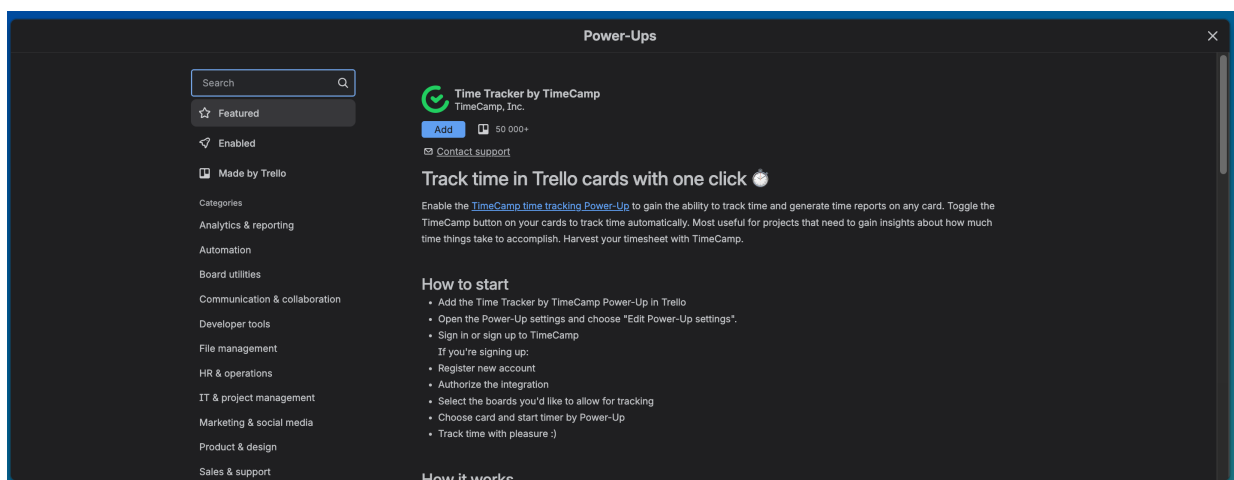 Power-Ups
Search
Featured
Enabled
Made by Trello
Categories
Analytics & reporting
Automation
Board utilities
Communication & collaboration
Developer tools
File management
HR & operations
IT & project management
Marketing & social media
Product & design
Sales & support
Time Tracker by TimeCamp
TimeCamp, Inc.
Add 50 000+
Contact support
Track time in Trello cards with one click
Enable the TimeCamp time tracking Power-Up to gain the ability to track time and generate time reports on any card. Toggle the
TimeCamp button on your cards to track time automatically. Most useful for projects that need to gain insights about how much
time things take to accomplish. Harvest your timesheet with TimeCamp.
How to start
• Add the Time Tracker by TimeCamp Power-Up in Trello
• Open the Power-Up settings and choose "Edit Power-Up settings".
• Sign in or sign up to TimeCamp
If you're signing up:
• Register new account
• Authorize the integration
• Select the boards you'd like to allow for tracking
• Choose card and start timer by Power-Up
• Track time with pleasure :)
How it works